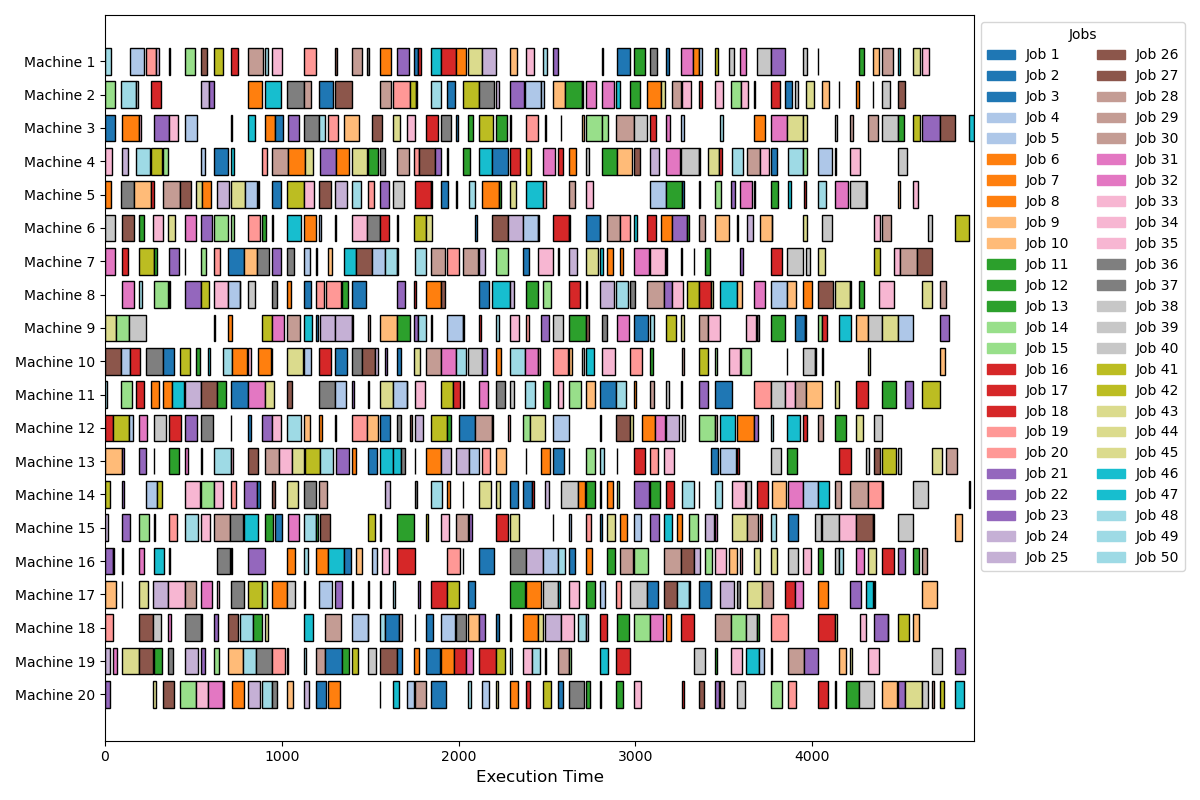 Machine 1
Machine 2
Machine 3
Machine 4
Machine 5
Machine 6
Machine 7
Machine 8
Machine 9
Machine 10
Machine 11
Machine 12
Machine 13
Machine 14
Machine 15
Machine 16
Machine 17
Machine 18
Machine 19
Machine 20
0 1000 2000 3000 4000
Execution Time
Jobs
Job 1 Job 26
Job 2 Job 27
Job 3 Job 28
Job 4 Job 29
Job 5 Job 30
Job 6 Job 31
Job 7 Job 32
Job 8 Job 33
Job 9 Job 34
Job 10 Job 35
Job 11 Job 36
Job 12 Job 37
Job 13 Job 38
Job 14 Job 39
Job 15 Job 40
Job 16 Job 41
Job 17 Job 42
Job 18 Job 43
Job 19 Job 44
Job 20 Job 45
Job 21 Job 46
Job 22 Job 47
Job 23 Job 48
Job 24 Job 49
Job 25 Job 50